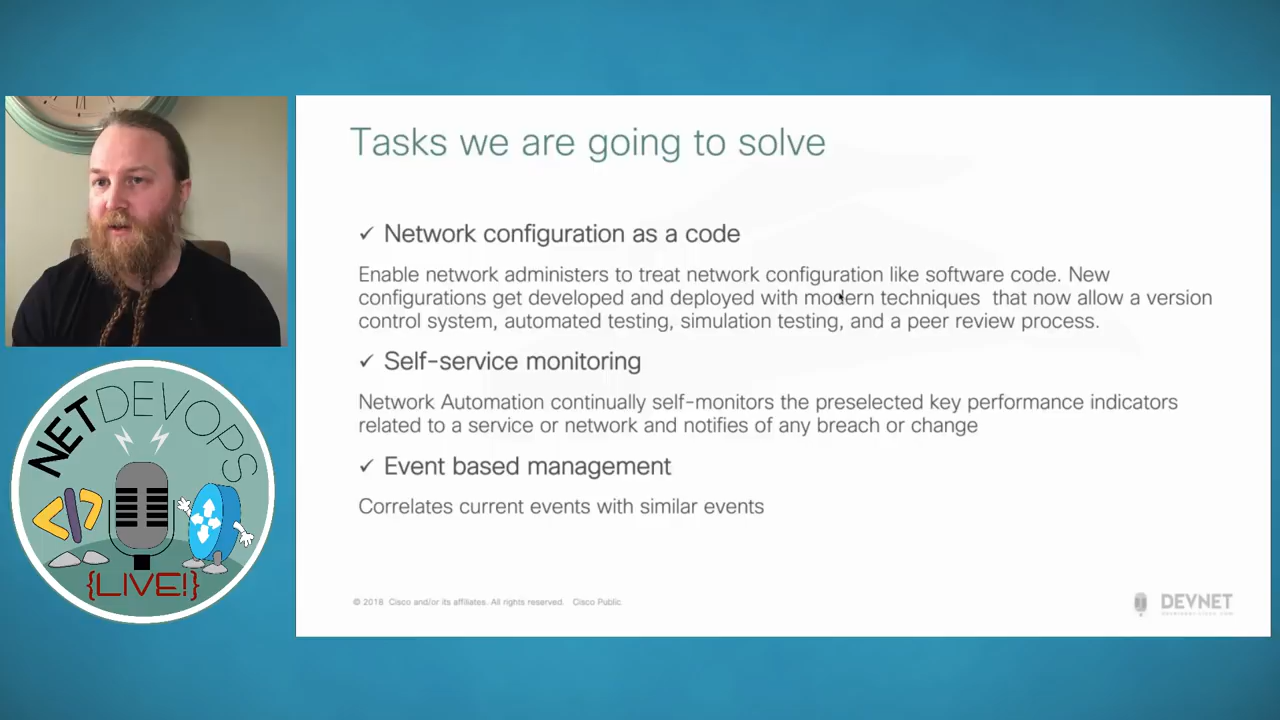 Tasks we are going to solve
✓ Network configuration as a code
Enable network administers to treat network configuration like software code. New
configurations get developed and deployed with modern techniques that now allow a version
control system, automated testing, simulation testing, and a peer review process.
✓ Self-service monitoring
Network Automation continually self-monitors the preselected key performance indicators
related to a service or network and notifies of any breach or change
✓ Event based management
Correlates current events with similar events
© 2018 Cisco and/or its affiliates. All rights reserved. Cisco Public
DEVNET
NETDEVOPS
</>
{LIVE!}